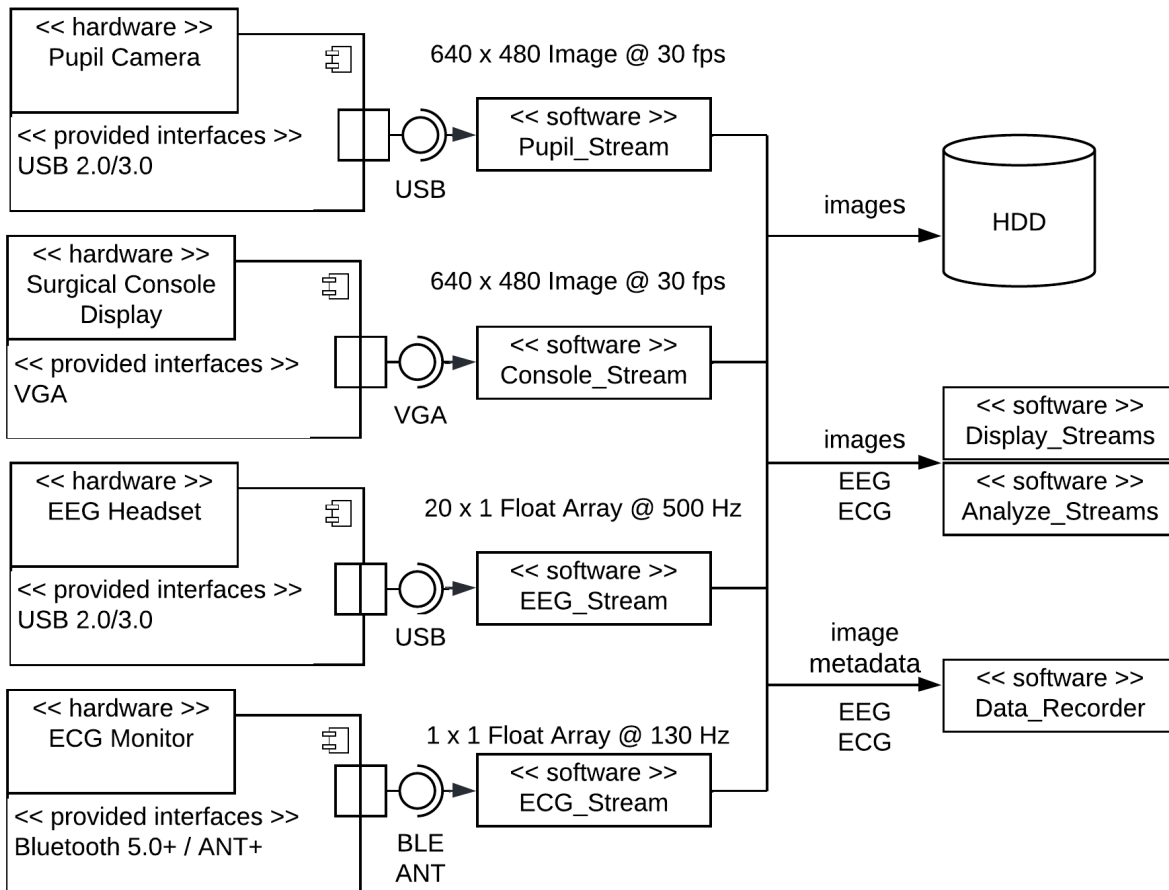 << hardware >>
Pupil Camera
<< provided interfaces >>
USB 2.0/3.0
USB
640 x 480 Image @ 30 fps
<< software >>
Pupil_Stream
<< hardware >>
Surgical Console
Display
<< provided interfaces >>
VGA
VGA
640 x 480 Image @ 30 fps
<< software >>
Console_Stream
<< hardware >>
EEG Headset
<< provided interfaces >>
USB 2.0/3.0
USB
20 x 1 Float Array @ 500 Hz
<< software >>
EEG_Stream
<< hardware >>
ECG Monitor
<< provided interfaces >>
Bluetooth 5.0+ / ANT+
BLE
ANT
1 x 1 Float Array @ 130 Hz
<< software >>
ECG_Stream
images
HDD
images
EEG
ECG
<< software >>
Display_Streams
<< software >>
Analyze_Streams
image
metadata
EEG
ECG
<< software >>
Data_Recorder